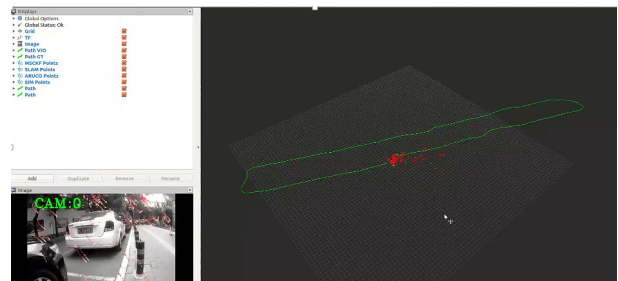 Displays
Global Options
Global Status: Ok
Grid
TF
Image
Path VIO
Path GT
MSCKF Points
SLAM Points
ARUCO Points
SIM Points
Path
Path
Add Duplicate Remove Rename
Image
CAM:0